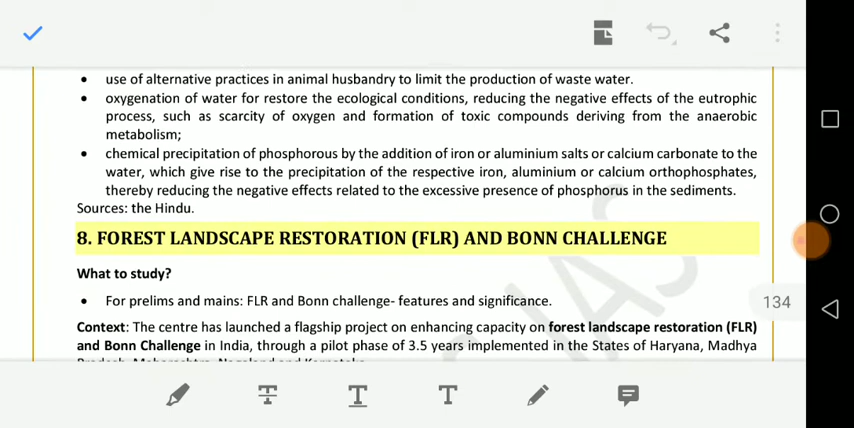 • use of alternative practices in animal husbandry to limit the production of waste water.
• oxygenation of water for restore the ecological conditions, reducing the negative effects of the eutrophic
process, such as scarcity of oxygen and formation of toxic compounds deriving from the anaerobic
metabolism;
• chemical precipitation of phosphorous by the addition of iron or aluminium salts or calcium carbonate to the
water, which give rise to the precipitation of the respective iron, aluminium or calcium orthophosphates,
thereby reducing the negative effects related to the excessive presence of phosphorus in the sediments.
Sources: the Hindu.
8. FOREST LANDSCAPE RESTORATION (FLR) AND BONN CHALLENGE
What to study?
• For prelims and mains: FLR and Bonn challenge- features and significance.
134
Context: The centre has launched a flagship project on enhancing capacity on forest landscape restoration (FLR)
and Bonn Challenge in India, through a pilot phase of 3.5 years implemented in the States of Haryana, Madhya
Pradesh, Maharashtra, Nagaland and Karnataka.
IAS
T
T
T